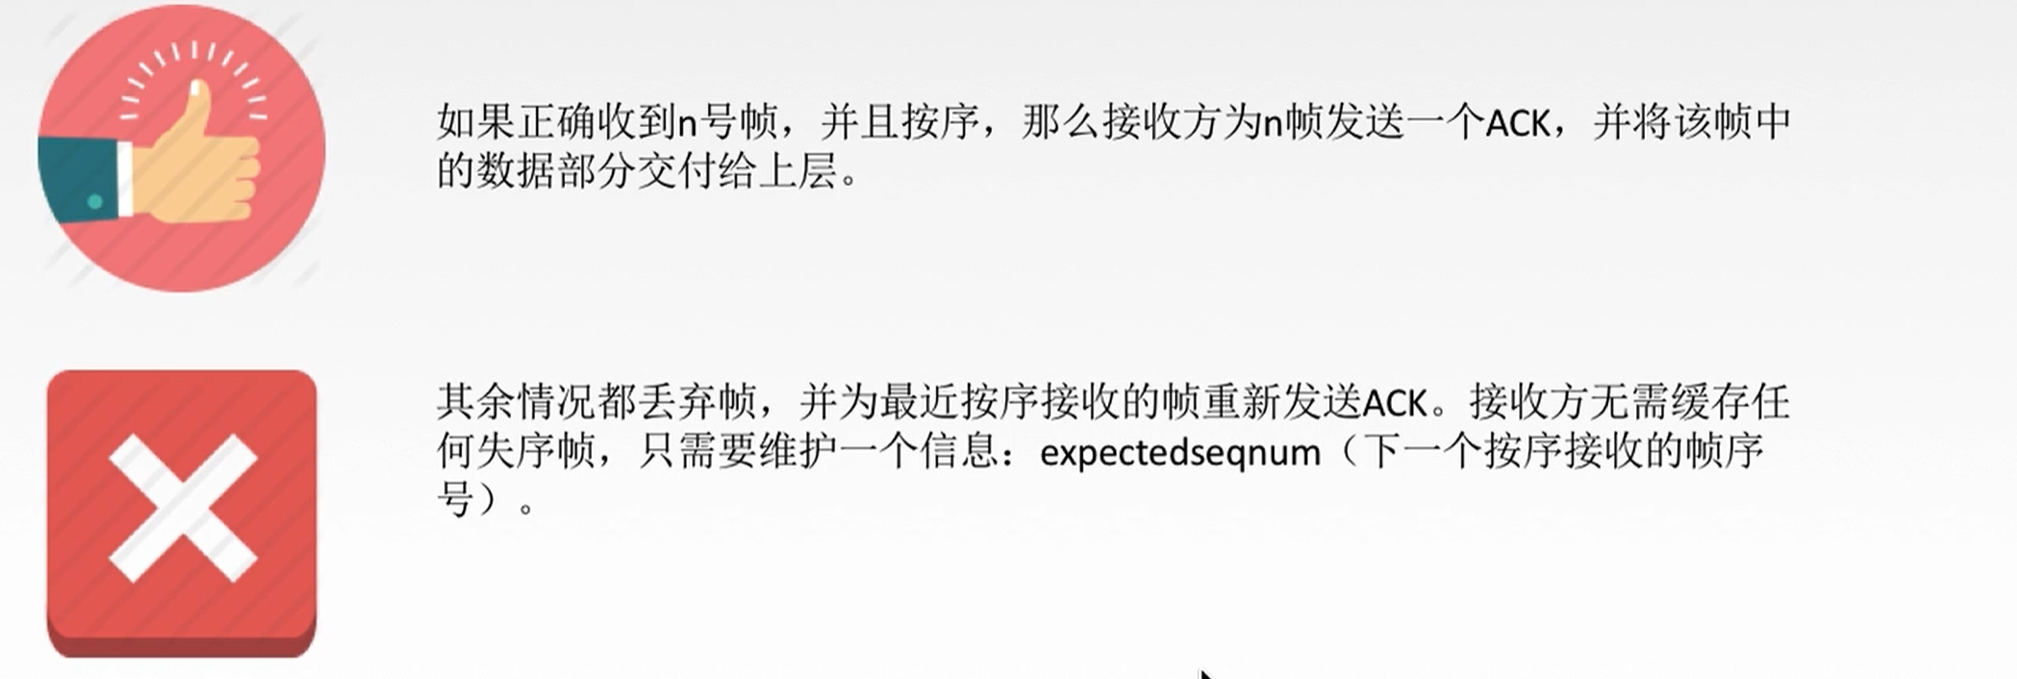 如果正确收到n号帧，并且按序，那么接收方为n帧发送一个ACK，并将该帧中
的数据部分交付给上层。
其余情况都丢弃帧，并为最近按序接收的帧重新发送ACK。接收方无需缓存任
何失序帧，只需要维护一个信息：expectedseqnum（下一个按序接收的帧序
号）。